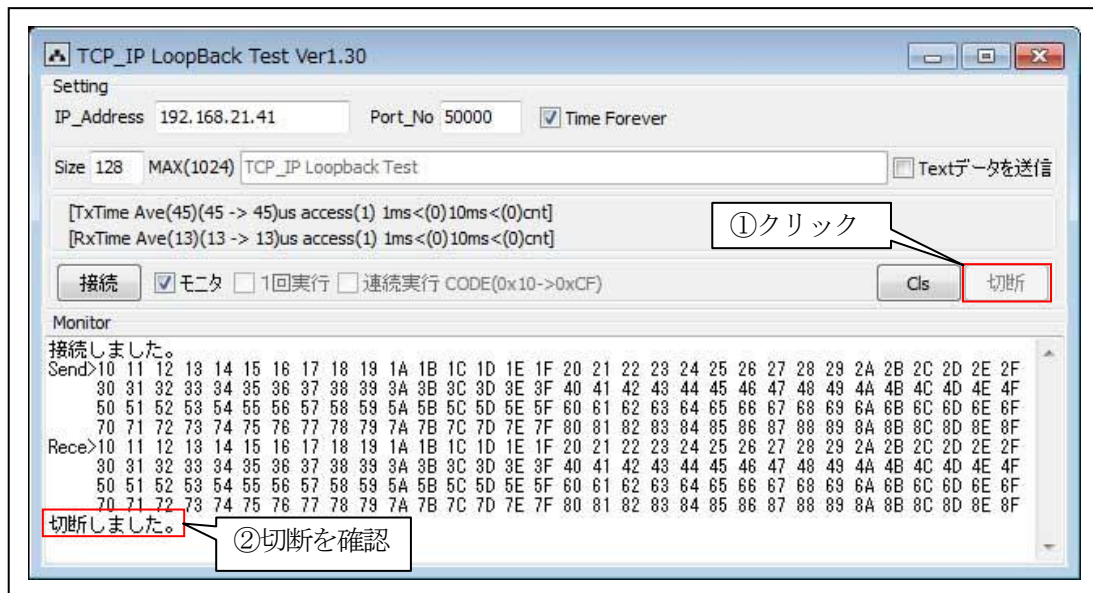 TCP_IP LoopBack Test Ver1.30
Setting
IP_Address 192.168.21.41 Port_No 50000 Time Forever
Size 128 MAX(1024) TCP_IP Loopback Test Textデータを送信
[TxTime Ave(45)(45 -> 45)us access(1) 1ms<(0)10ms<(0)cnt]
[RxTime Ave(13)(13 -> 13)us access(1) 1ms<(0)10ms<(0)cnt]
①クリック
接続 モニタ 1回実行 連続実行 CODE(0x10->0xCF) Cls 切断
Monitor
接続しました。
Send>10 11 12 13 14 15 16 17 18 19 1A 1B 1C 1D 1E 1F 20 21 22 23 24 25 26 27 28 29 2A 2B 2C 2D 2E 2F
30 31 32 33 34 35 36 37 38 39 3A 3B 3C 3D 3E 3F 40 41 42 43 44 45 46 47 48 49 4A 4B 4C 4D 4E 4F
50 51 52 53 54 55 56 57 58 59 5A 5B 5C 5D 5E 5F 60 61 62 63 64 65 66 67 68 69 6A 6B 6C 6D 6E 6F
70 71 72 73 74 75 76 77 78 79 7A 7B 7C 7D 7E 7F 80 81 82 83 84 85 86 87 88 89 8A 8B 8C 8D 8E 8F
Rece>10 11 12 13 14 15 16 17 18 19 1A 1B 1C 1D 1E 1F 20 21 22 23 24 25 26 27 28 29 2A 2B 2C 2D 2E 2F
30 31 32 33 34 35 36 37 38 39 3A 3B 3C 3D 3E 3F 40 41 42 43 44 45 46 47 48 49 4A 4B 4C 4D 4E 4F
50 51 52 53 54 55 56 57 58 59 5A 5B 5C 5D 5E 5F 60 61 62 63 64 65 66 67 68 69 6A 6B 6C 6D 6E 6F
70 71 72 73 74 75 76 77 78 79 7A 7B 7C 7D 7E 7F 80 81 82 83 84 85 86 87 88 89 8A 8B 8C 8D 8E 8F
切断しました。
②切断を確認